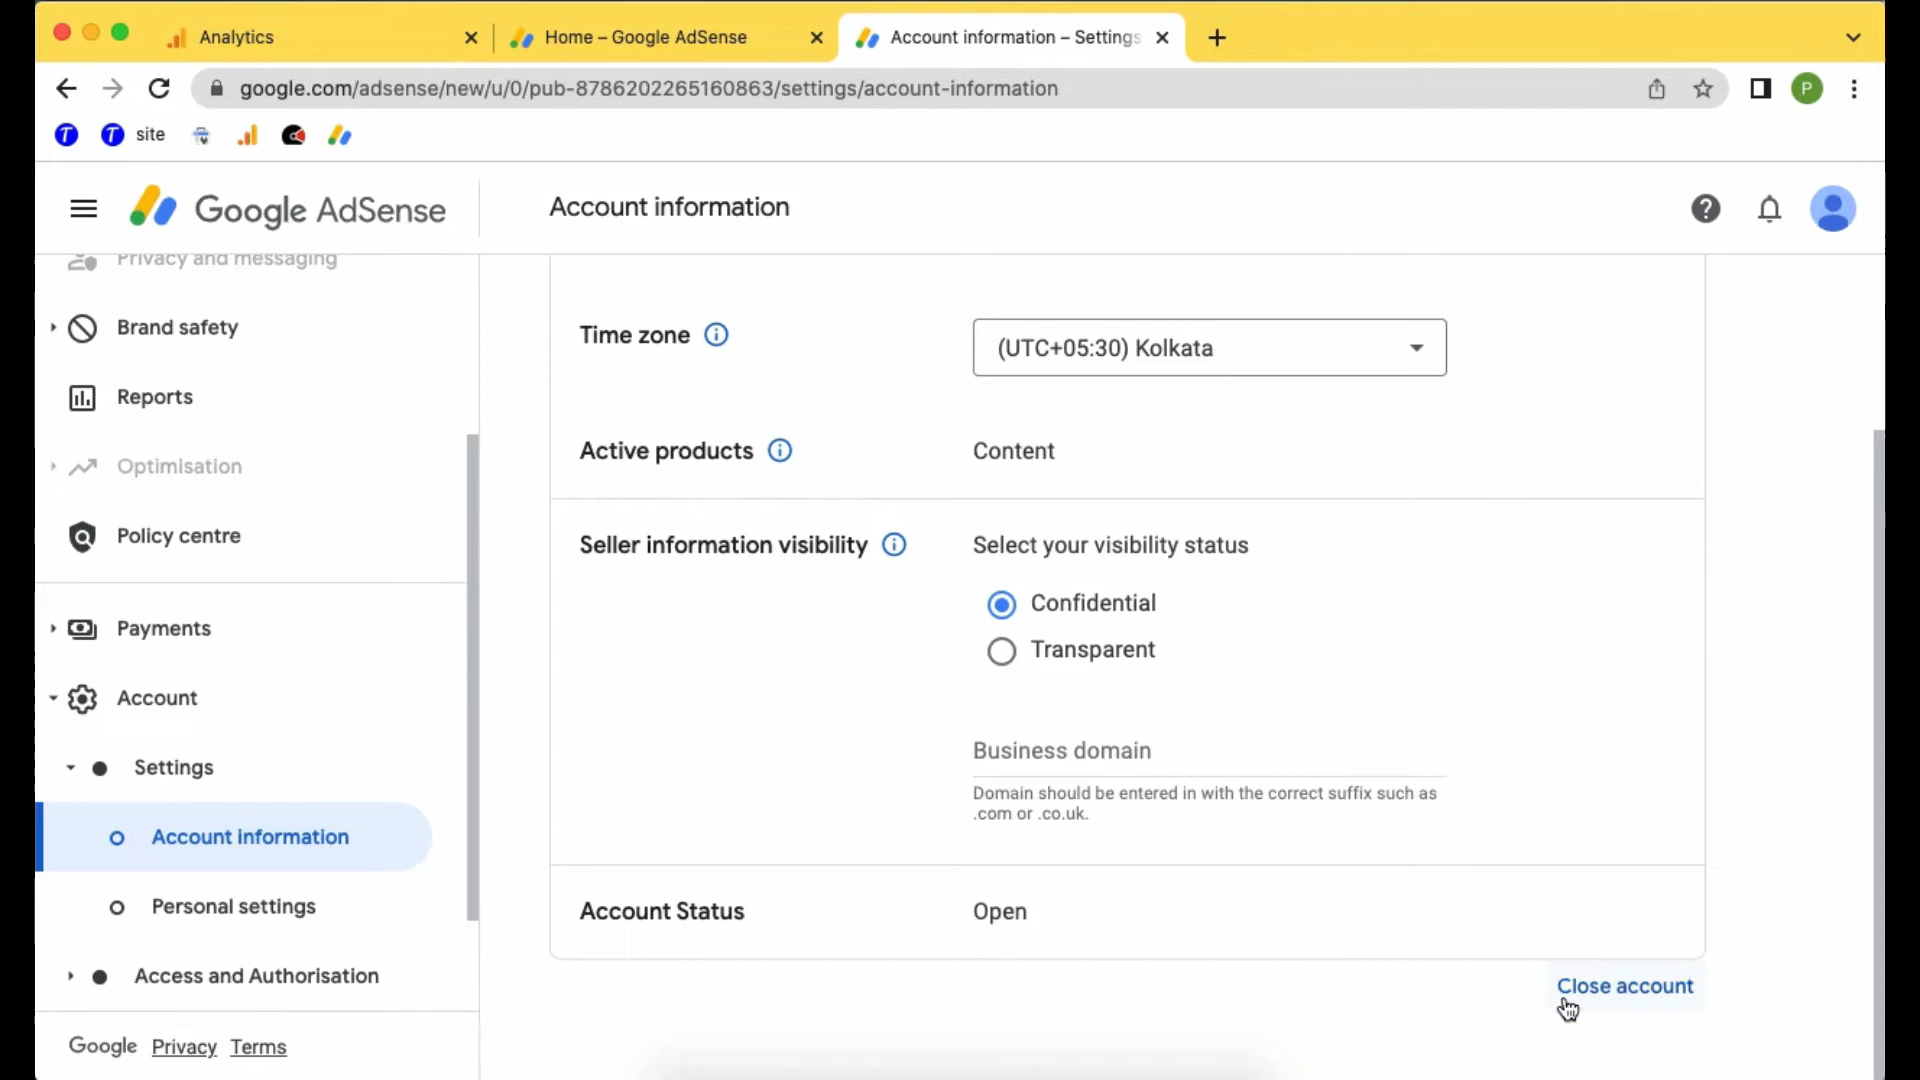 Analytics
Home – Google AdSense
Account information – Settings
google.com/adsense/new/u/0/pub-8786202265160863/settings/account-information
P
T
T site
Google AdSense
Account information
Privacy and messaging
Brand safety
Reports
Optimisation
Policy centre
Payments
Account
Settings
Account information
Personal settings
Access and Authorisation
Google Privacy Terms
Time zone
(UTC+05:30) Kolkata
Active products
Content
Seller information visibility
Select your visibility status
Confidential
Transparent
Business domain
Domain should be entered in with the correct suffix such as
.com or .co.uk.
Account Status
Open
Close account